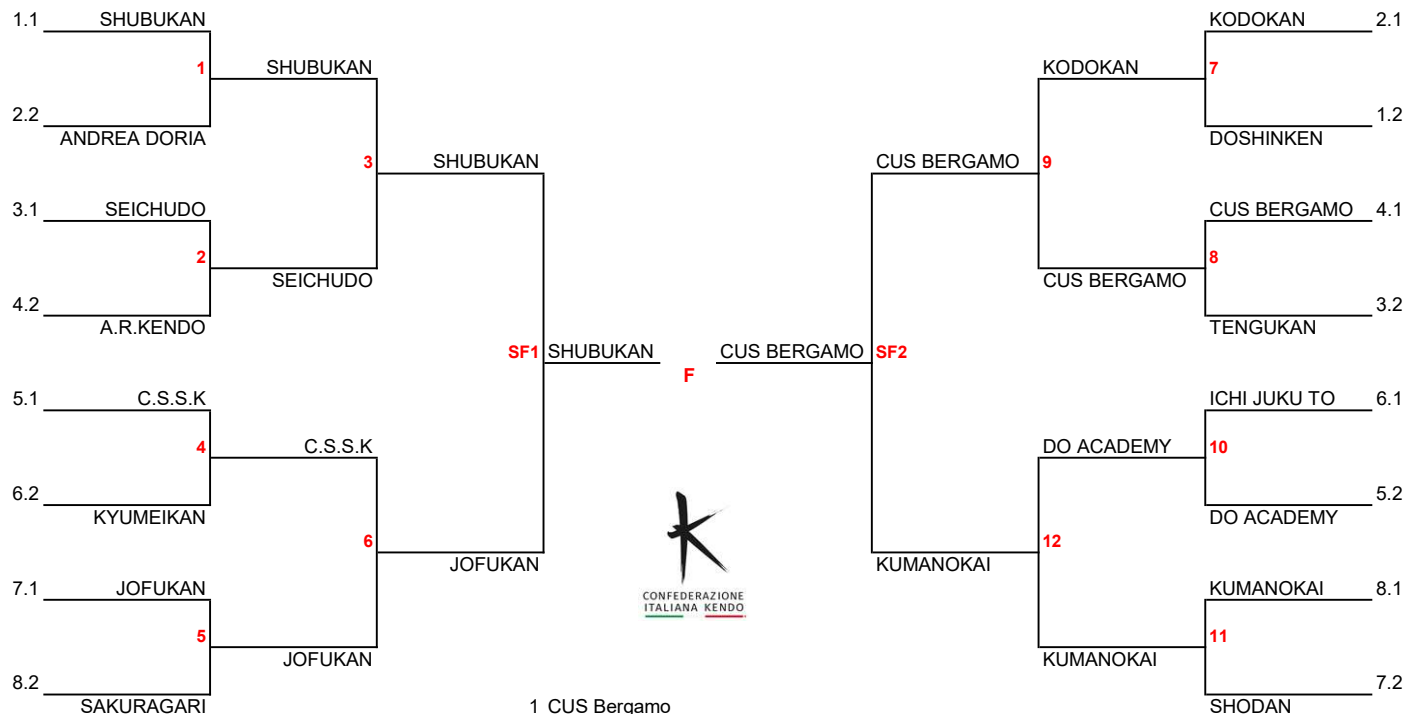 1.1 SHUBUKAN KODOKAN 2.1
1 SHUBUKAN KODOKAN 7
2.2 1.2
ANDREA DORIA DOSHINKEN
3 SHUBUKAN CUS BERGAMO 9
3.1 SEICHUDO CUS BERGAMO 4.1
2 8
SEICHUDO CUS BERGAMO
4.2 3.2
A.R.KENDO TENGUKAN
SF1 SHUBUKAN CUS BERGAMO SF2
F
5.1 C.S.S.K ICHI JUKU TO 6.1
4 C.S.S.K DO ACADEMY 10
6.2 5.2
KYUMEIKAN DO ACADEMY
6 12
JOFUKAN KUMANOKAI
7.1 JOFUKAN KUMANOKAI 8.1
CONFEDERAZIONE
ITALIANA KENDO
5 11
JOFUKAN KUMANOKAI
8.2 7.2
SAKURAGARI SHODAN
1 CUS Bergamo